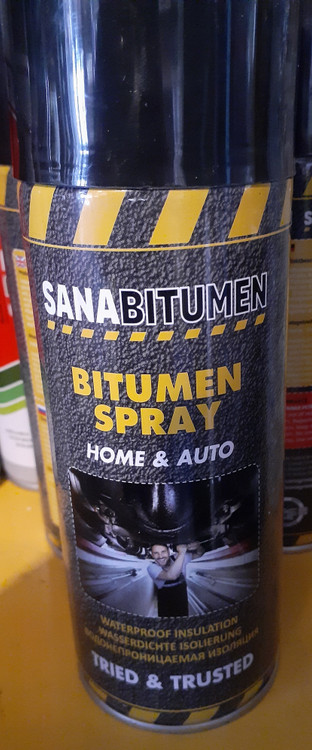 SANABITUMEN
BITUMEN
SPRAY
HOME & AUTO
WATERPROOF INSULATION
WASSERDICHTE ISOLIERUNG
ВОДОНЕПРОНИЦАЕМАЯ ИЗОЛЯЦИЯ
TRIED & TRUSTED